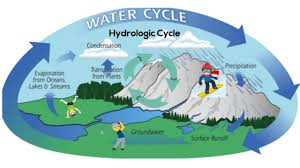 WATER CYCLE
Hydrologic Cycle
Condensation
Evaporation
from Oceans,
Lakes & Streams
Transpiration
from Plants
Precipitation
Groundwater
Surface Runoff